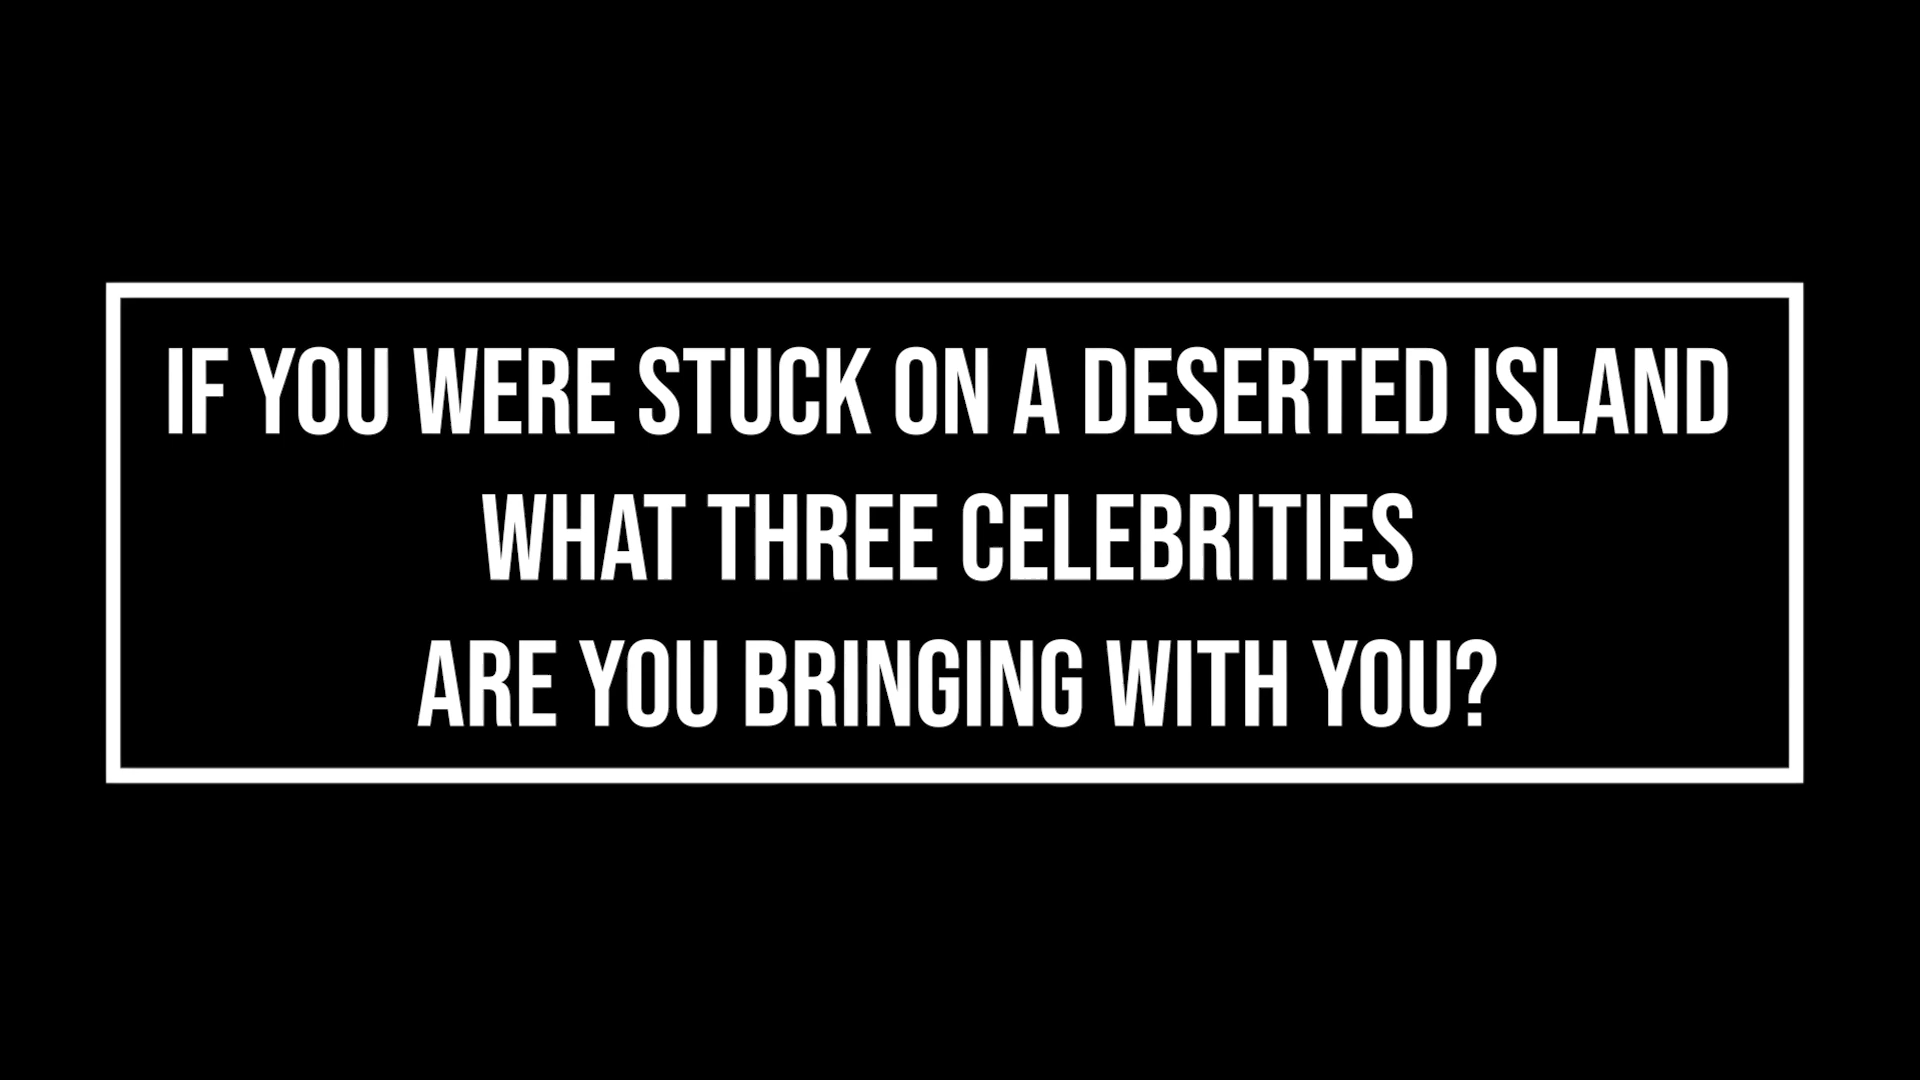 IF YOU WERE STUCK ON A DESERTED ISLAND
WHAT THREE CELEBRITIES
ARE YOU BRINGING WITH YOU?